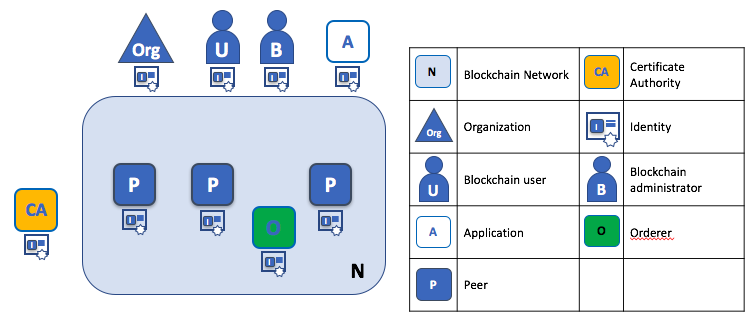 Org
U
B
A
P
P
P
O
CA
N
N
Blockchain Network
CA
Certificate
Authority
Org
Organization
I
Identity
U
Blockchain user
B
Blockchain
administrator
A
Application
O
Orderer
P
Peer